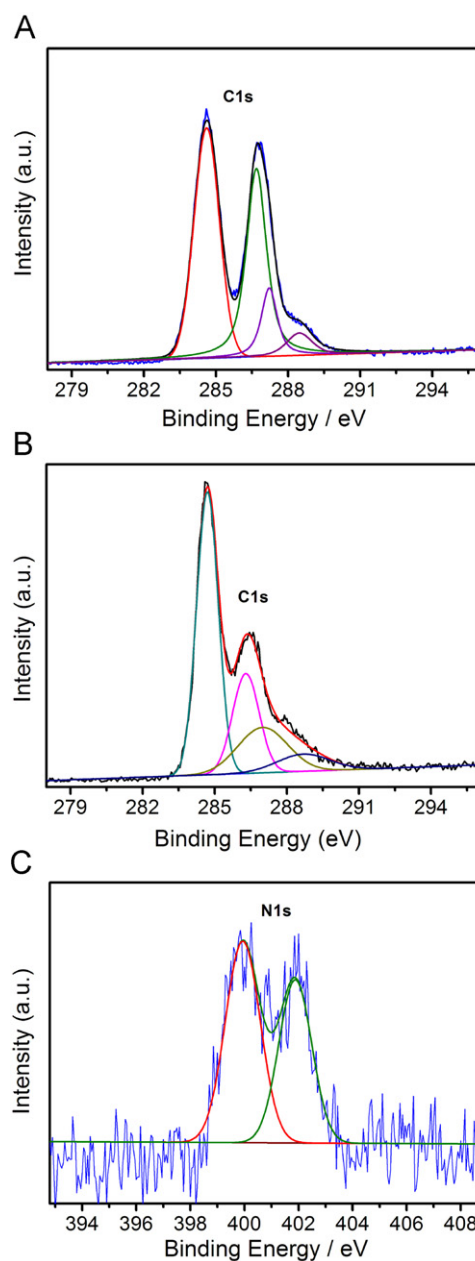 A
C1s
Intensity (a.u.)
279 282 285 288 291 294
Binding Energy / eV
B
C1s
Intensity (a.u.)
279 282 285 288 291 294
Binding Energy (eV)
C
N1s
Intensity (a.u.)
394 396 398 400 402 404 406 408
Binding Energy / eV